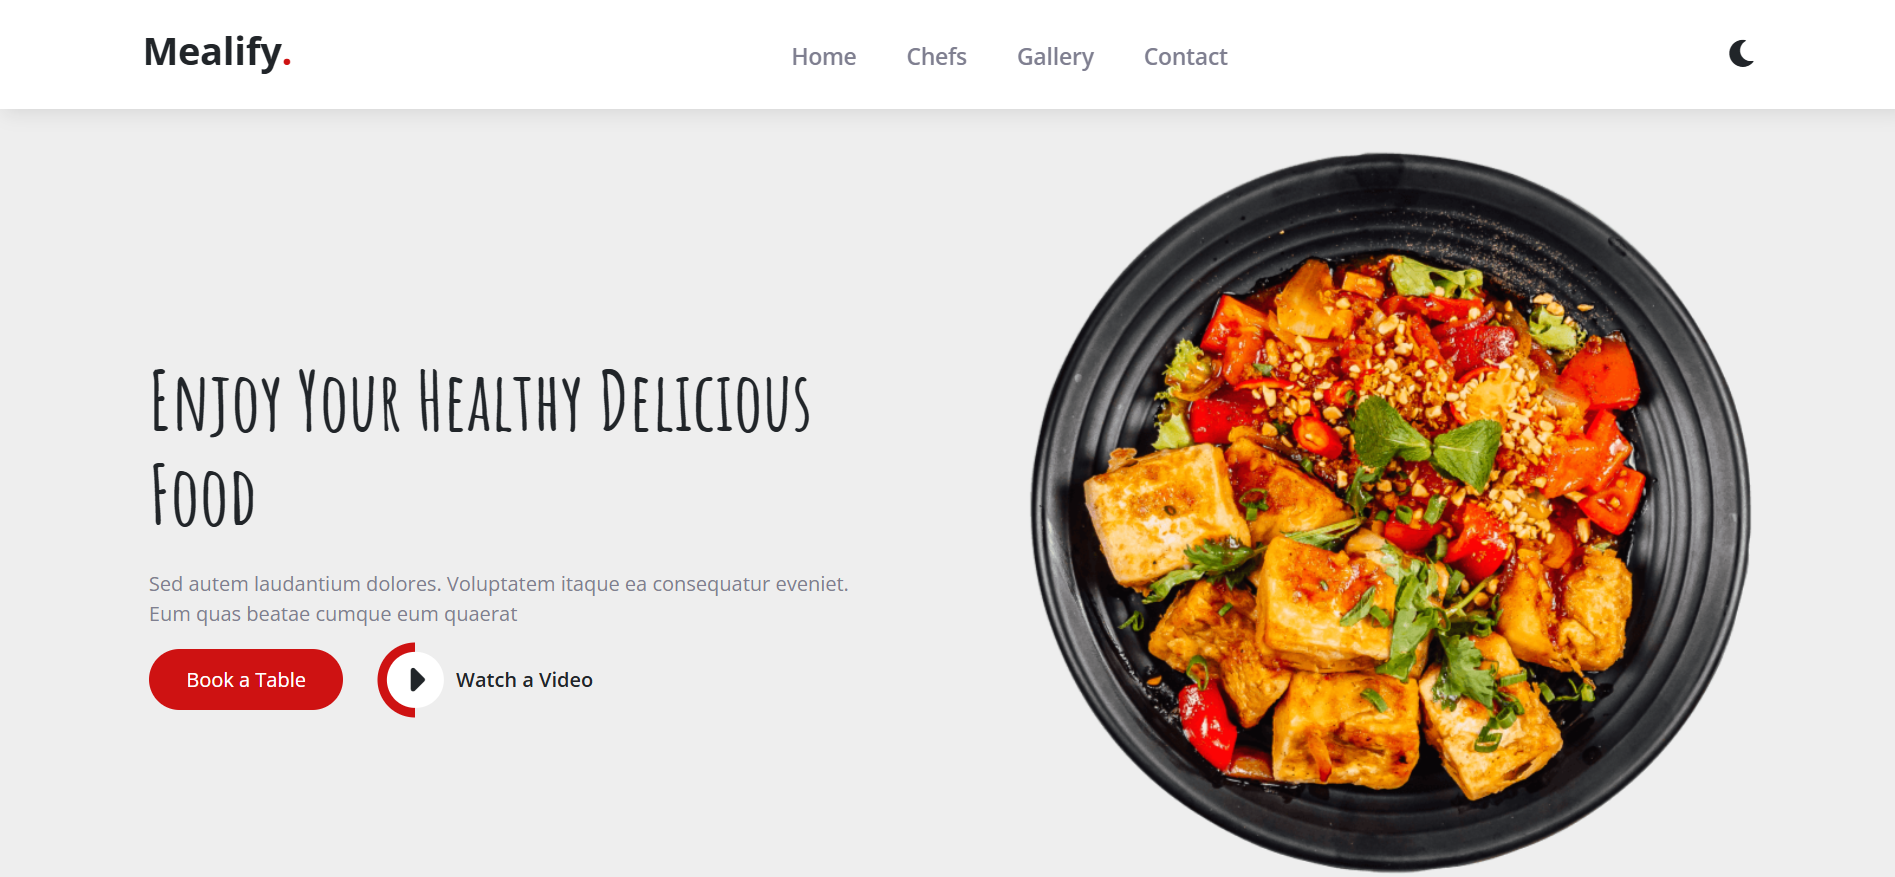 Mealify.
Home Chefs Gallery Contact
Enjoy Your Healthy Delicious
Food
Sed autem laudantium dolores. Voluptatem itaque ea consequatur eveniet.
Eum quas beatae cumque eum quaerat
Book a Table
Watch a Video